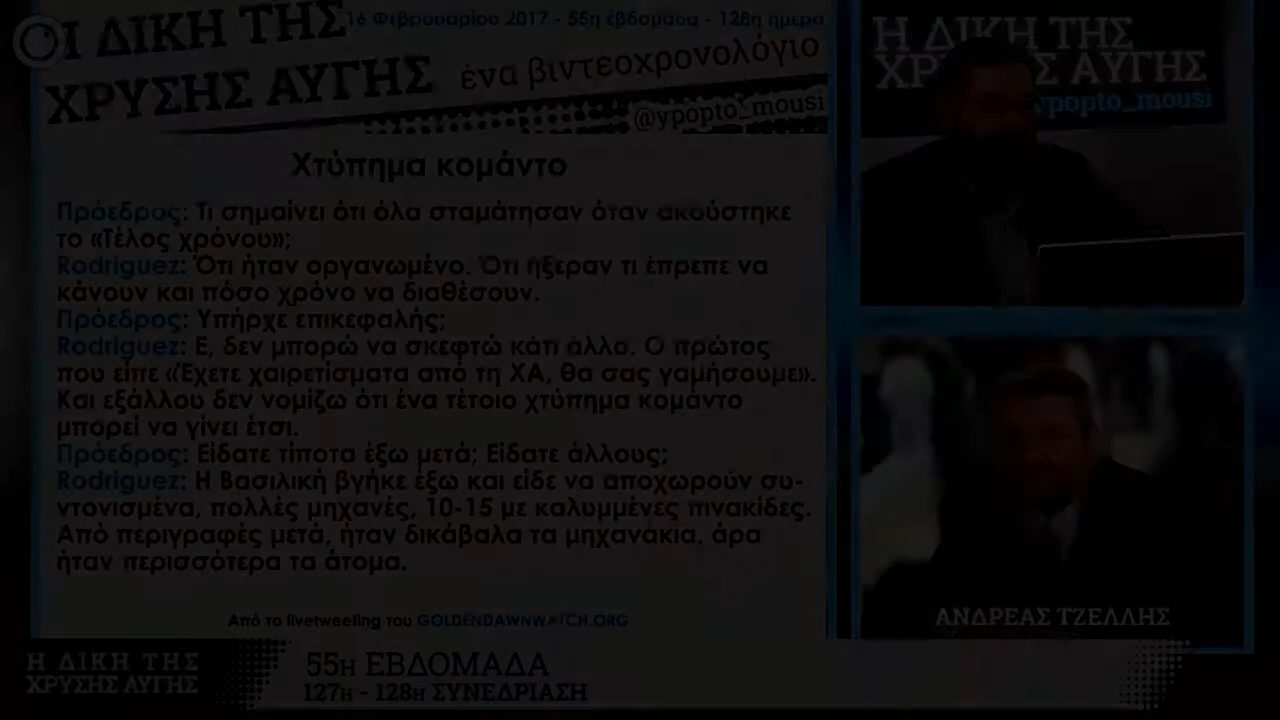 Η ΔΙΚΗ ΤΗΣ
ΧΡΥΣΗΣ ΑΥΓΗΣ
16 Φεβρουαρίου 2017 - 55η έβδομάδα - 128η ημέρα
ένα βιντεοχρονολόγιο
@ypopto_mousi
Χτύπημα κομάντο
Πρόεδρος: Τι σημαίνει ότι όλα σταμάτησαν όταν ακούστηκε
το «Τέλος χρόνου»;
Rodriguez: Ότι ήταν οργανωμένο. Ότι ήξεραν τι έπρεπε να
κάνουν και πόσο χρόνο να διαθέσουν.
Πρόεδρος: Υπήρχε επικεφαλής;
Rodriguez: Ε, δεν μπορώ να σκεφτώ κάτι άλλο. Ο πρώτος
που είπε «Έχετε χαιρετίσματα από τη ΧΑ, θα σας γαμήσουμε».
Και εξάλλου δεν νομίζω ότι ένα τέτοιο χτύπημα κομάντο
μπορεί να γίνει έτσι.
Πρόεδρος: Είδατε τίποτα έξω μετά; Είδατε άλλους;
Rodriguez: Η Βασιλική βγήκε έξω και είδε να αποχωρούν συ-
ντονισμένα, πολλές μηχανές, 10-15 με καλυμμένες πινακίδες.
Από περιγραφές μετά, ήταν δικάβαλα τα μηχανάκια, άρα
ήταν περισσότερα τα άτομα.
Από το livetweeting του GOLDENDAWNWATCH.ORG
Η ΔΙΚΗ ΤΗΣ
ΑΥΓΗΣ
ypopto_mousi
ΑΝΔΡΕΑΣ ΤΖΕΛΛΗΣ
Η ΔΙΚΗ ΤΗΣ
ΧΡΥΣΗΣ ΑΥΓΗΣ
55Η ΕΒΔΟΜΑΔΑ
127Η - 128Η ΣΥΝΕΔΡΙΑΣΗ